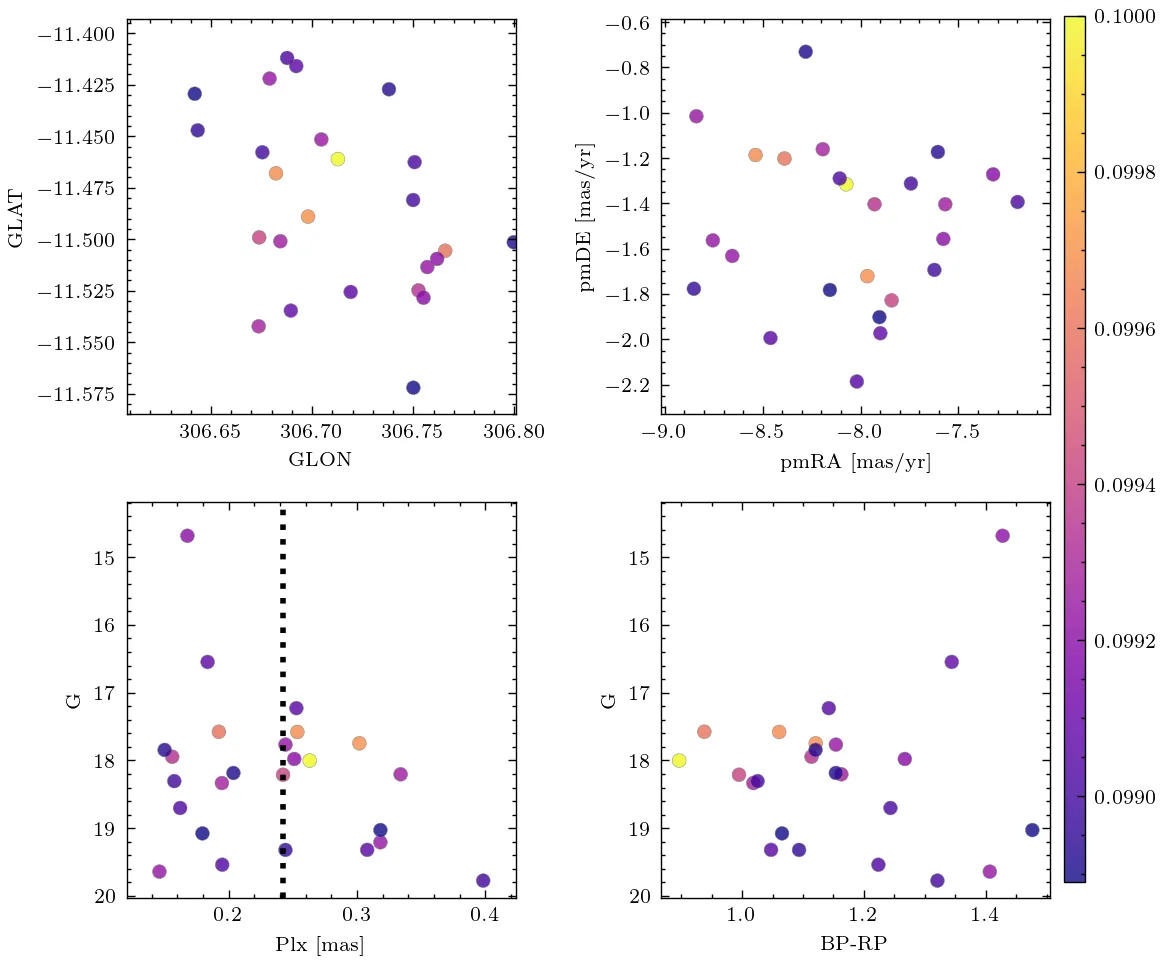 −11.400
−11.425
−11.450
−11.475
−11.500
−11.525
−11.550
−11.575
GLAT
306.65 306.70 306.75 306.80
GLON
−0.6
−0.8
−1.0
−1.2
−1.4
−1.6
−1.8
−2.0
−2.2
pmDE [mas/yr]
−9.0 −8.5 −8.0 −7.5
pmRA [mas/yr]
15
16
17
18
19
20
G
0.2 0.3 0.4
Plx [mas]
15
16
17
18
19
20
G
1.0 1.2 1.4
BP-RP
0.1000
0.0998
0.0996
0.0994
0.0992
0.0990